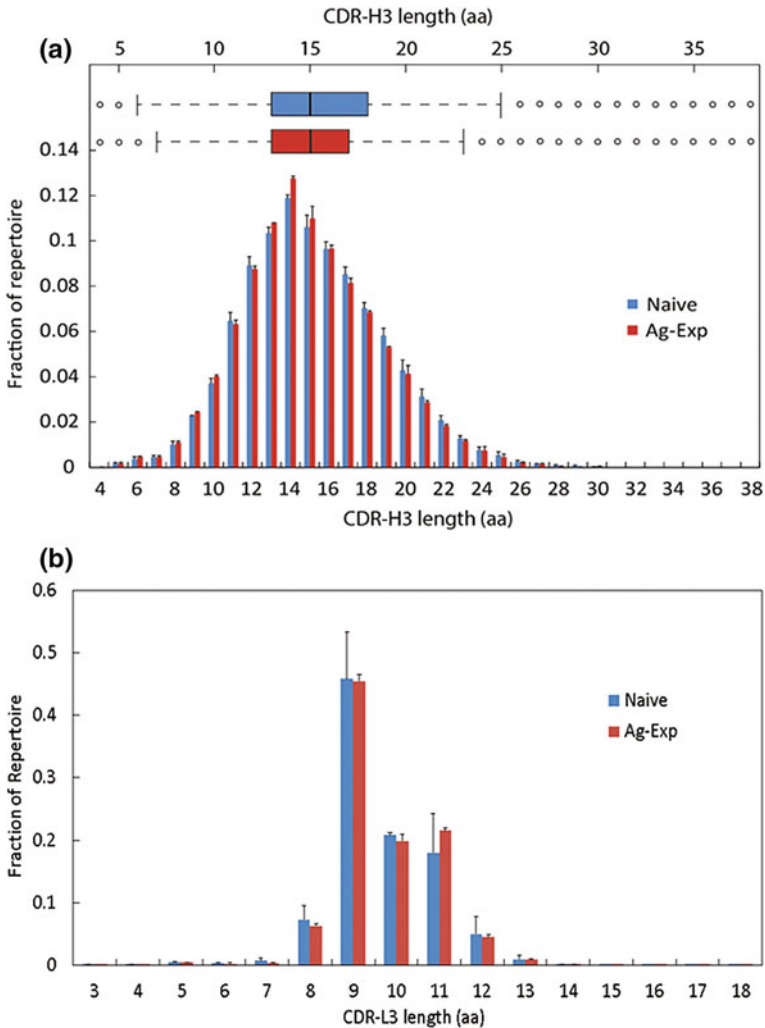 CDR-H3 length (aa)
(a)
5 10 15 20 25 30 35
0.14
0.12
0.1
0.08
0.06
0.04
0.02
0
Fraction of repertoire
Naive
Ag-Exp
4 6 8 10 12 14 16 18 20 22 24 26 28 30 32 34 36 38
CDR-H3 length (aa)
(b)
0.6
0.5
0.4
0.3
0.2
0.1
0
Fraction of Repertoire
Naive
Ag-Exp
3 4 5 6 7 8 9 10 11 12 13 14 15 16 17 18
CDR-L3 length (aa)